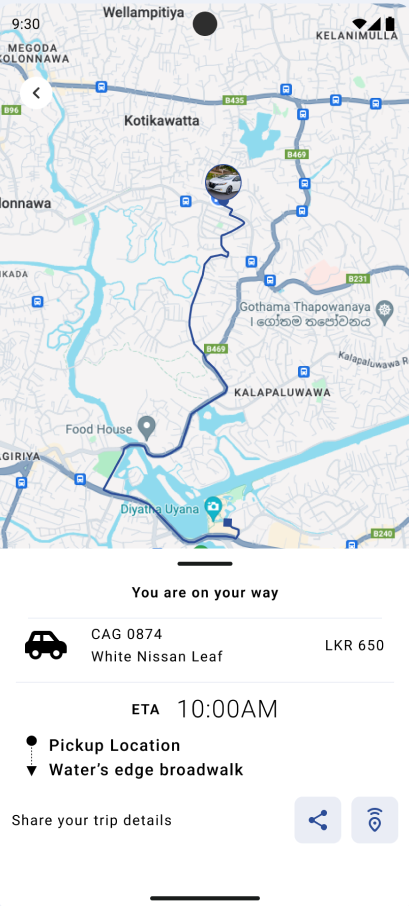 9:30
Wellampitiya
KELANIMULLA
MEGODA
KOLONNAWA
B435
B96
Kotikawatta
B469
lonnawa
IKADA
B231
Gothama Thapowanaya
| ගෝතම තපෝවනය
B469
Kalapaluwawa R
KALAPALUWAWA
Food House
AGIRIYA
Diyatha Uyana
B240
You are on your way
CAG 0874
White Nissan Leaf
LKR 650
ETA 10:00AM
Pickup Location
Water’s edge broadwalk
Share your trip details